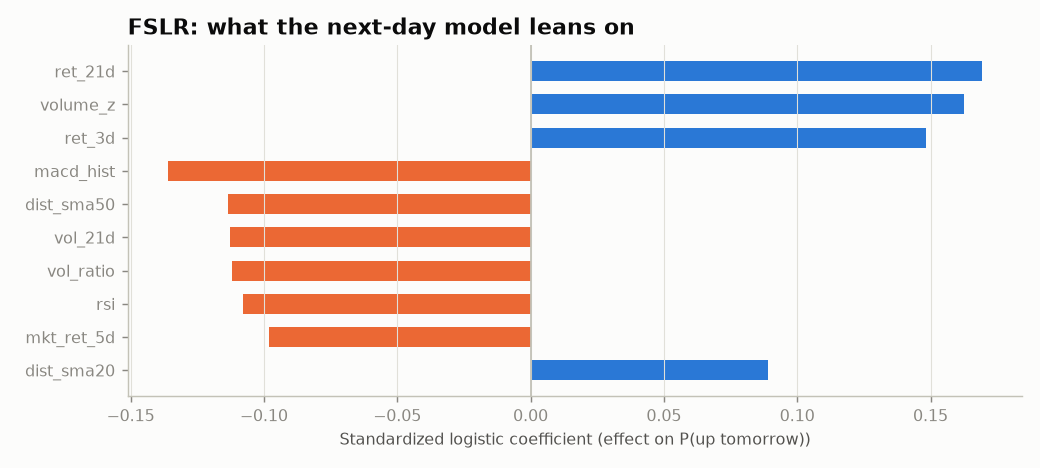 FSLR: what the next-day model leans on
ret_21d
volume_z
ret_3d
macd_hist
dist_sma50
vol_21d
vol_ratio
rsi
mkt_ret_5d
dist_sma20
−0.15 −0.10 −0.05 0.00 0.05 0.10 0.15
Standardized logistic coefficient (effect on P(up tomorrow))